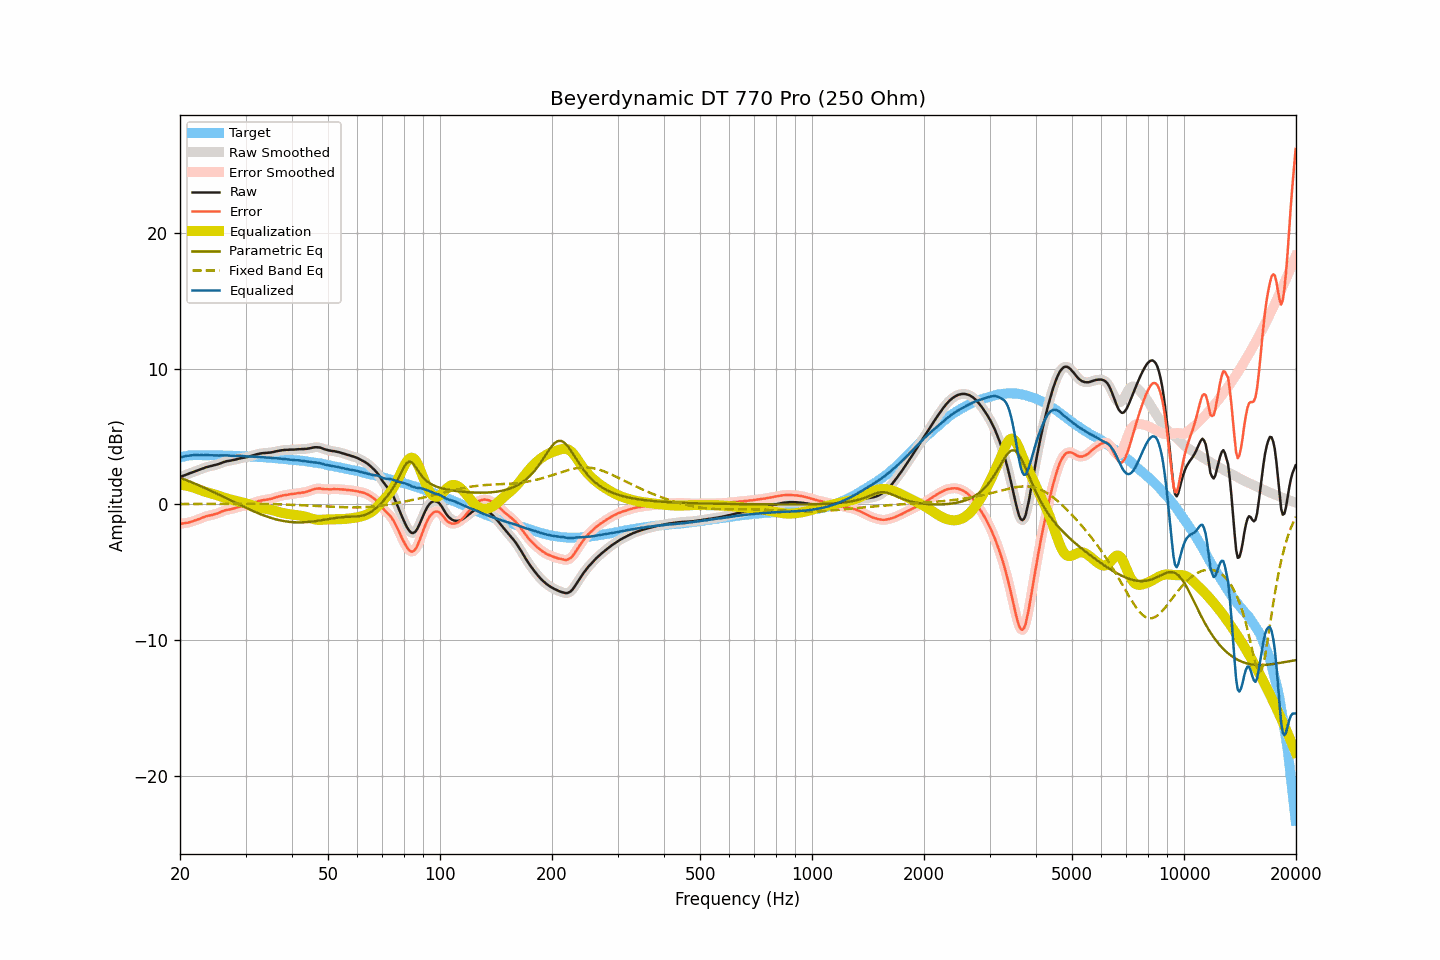 Beyerdynamic DT 770 Pro (250 Ohm)
Target
Raw Smoothed
Error Smoothed
Raw
Error
Equalization
Parametric Eq
Fixed Band Eq
Equalized
20
10
0
−10
−20
Amplitude (dBr)
20 50 100 200 500 1000 2000 5000 10000 20000
Frequency (Hz)